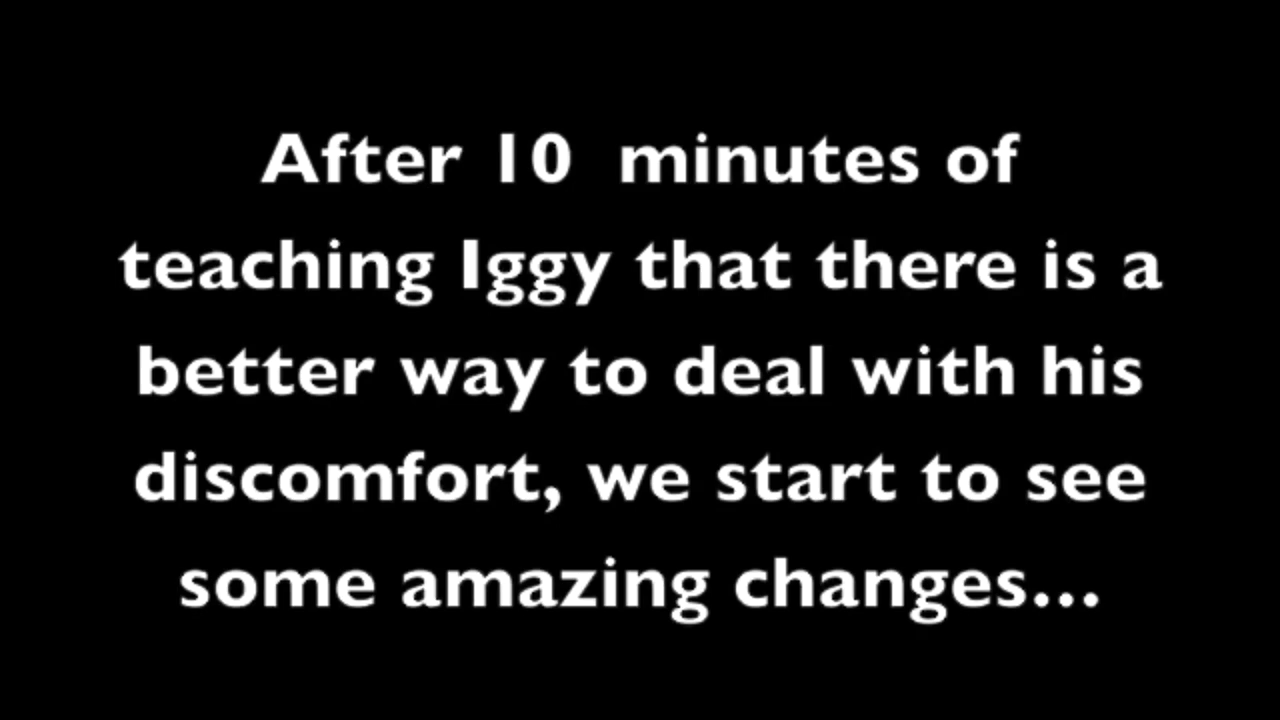 After 10  minutes of
teaching Iggy that there is a
better way to deal with his
discomfort, we start to see
some amazing changes...